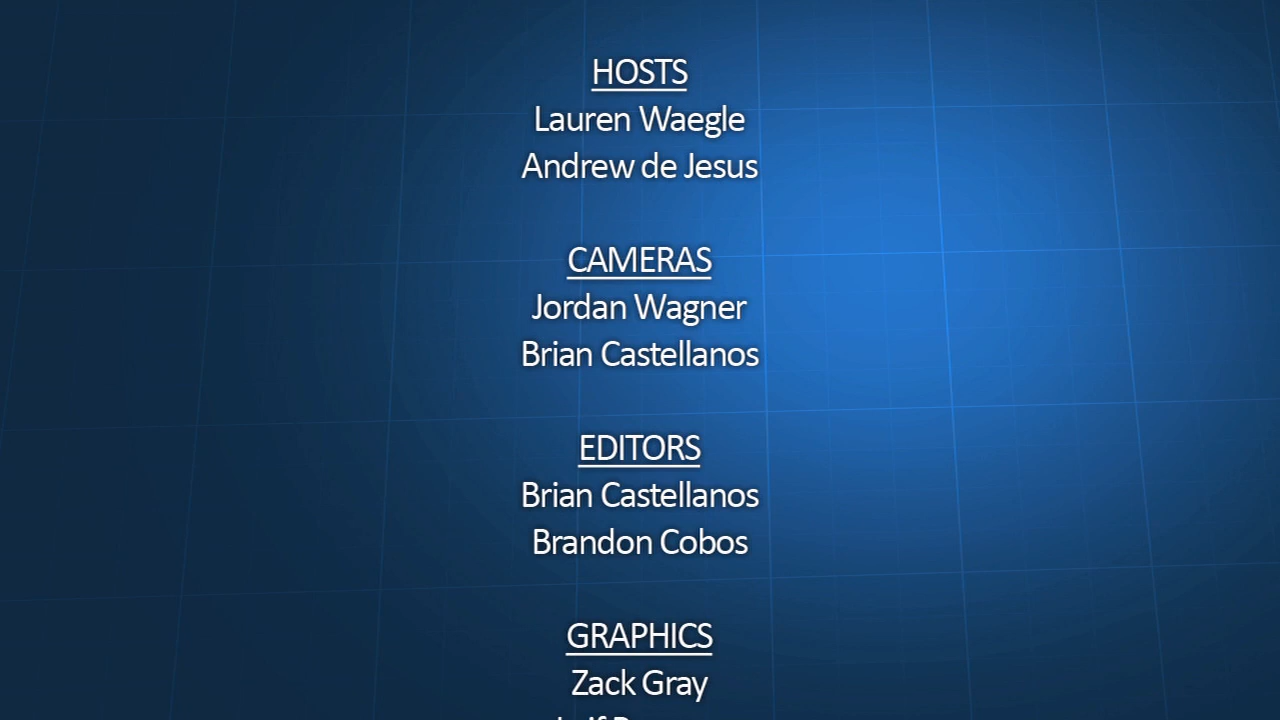 HOSTS
Lauren Waegle
Andrew de Jesus
CAMERAS
Jordan Wagner
Brian Castellanos
EDITORS
Brian Castellanos
Brandon Cobos
GRAPHICS
Zack Gray